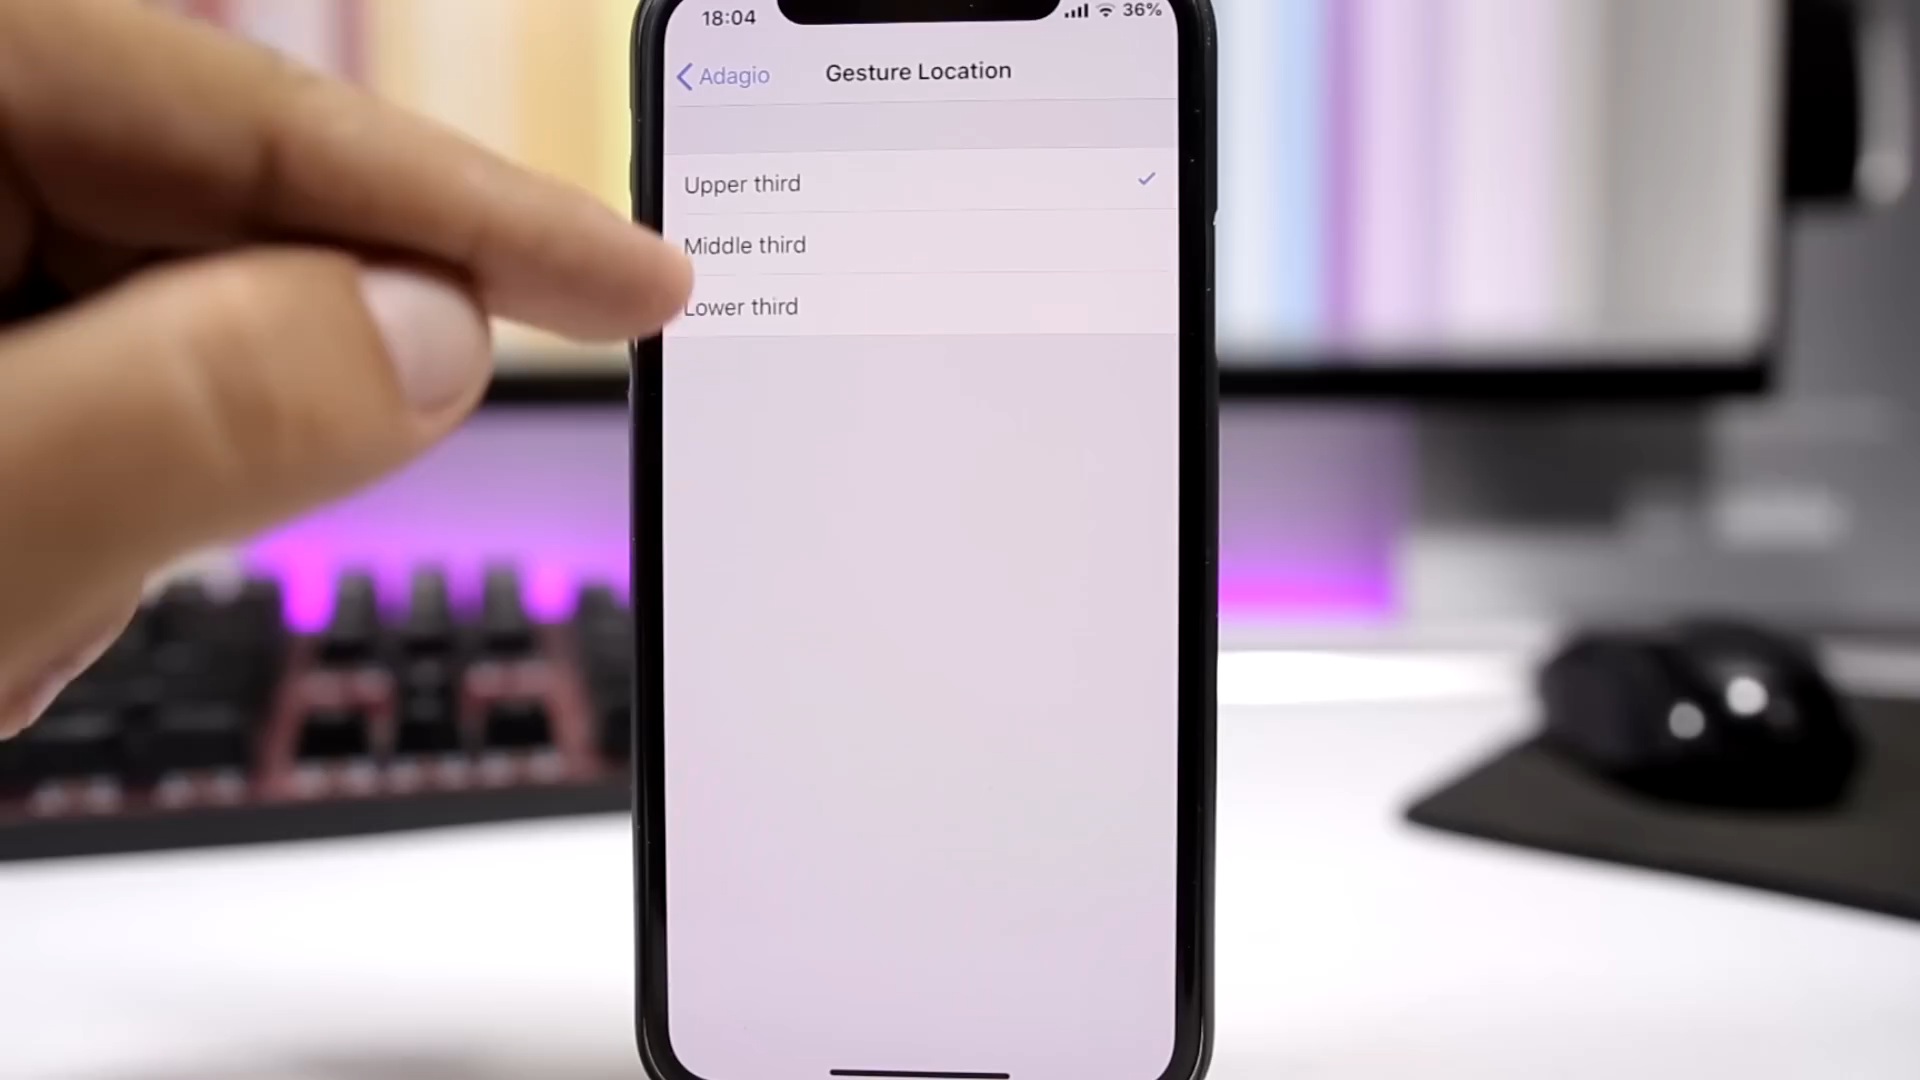 18:04
36%
Adagio
Gesture Location
Upper third
Middle third
Lower third